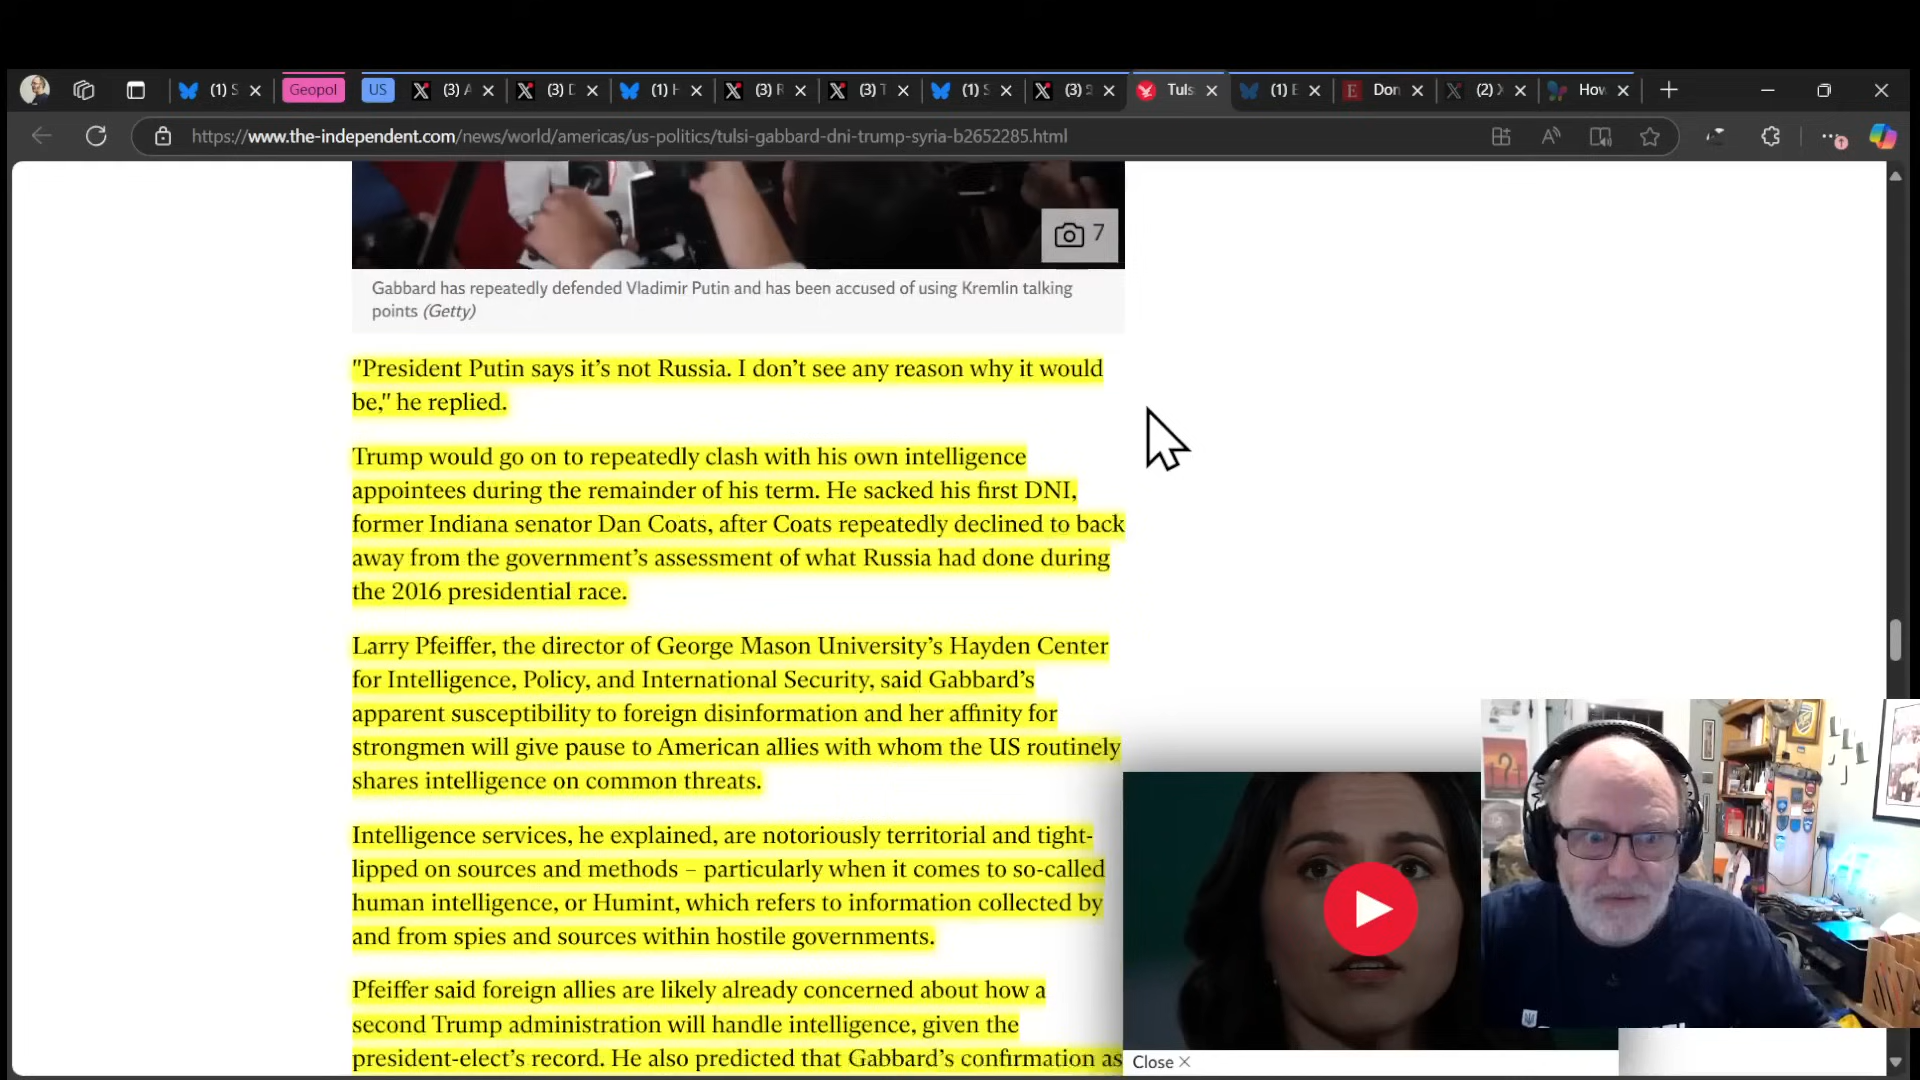 (1) S
Geopol
US
(3) A
(3) D
(1) H
(3) R
(3) T
(1) S
(3)
Tuls
(1) E
Don
(2)
How
https://www.the-independent.com/news/world/americas/us-politics/tulsi-gabbard-dni-trump-syria-b2652285.html
7
Gabbard has repeatedly defended Vladimir Putin and has been accused of using Kremlin talking
points (Getty)
"President Putin says it’s not Russia. I don’t see any reason why it would
be," he replied.
Trump would go on to repeatedly clash with his own intelligence
appointees during the remainder of his term. He sacked his first DNI,
former Indiana senator Dan Coats, after Coats repeatedly declined to back
away from the government’s assessment of what Russia had done during
the 2016 presidential race.
Larry Pfeiffer, the director of George Mason University’s Hayden Center
for Intelligence, Policy, and International Security, said Gabbard’s
apparent susceptibility to foreign disinformation and her affinity for
strongmen will give pause to American allies with whom the US routinely
shares intelligence on common threats.
Intelligence services, he explained, are notoriously territorial and tight-
lipped on sources and methods – particularly when it comes to so-called
human intelligence, or Humint, which refers to information collected by
and from spies and sources within hostile governments.
Pfeiffer said foreign allies are likely already concerned about how a
second Trump administration will handle intelligence, given the
president-elect’s record. He also predicted that Gabbard’s confirmation as
Close